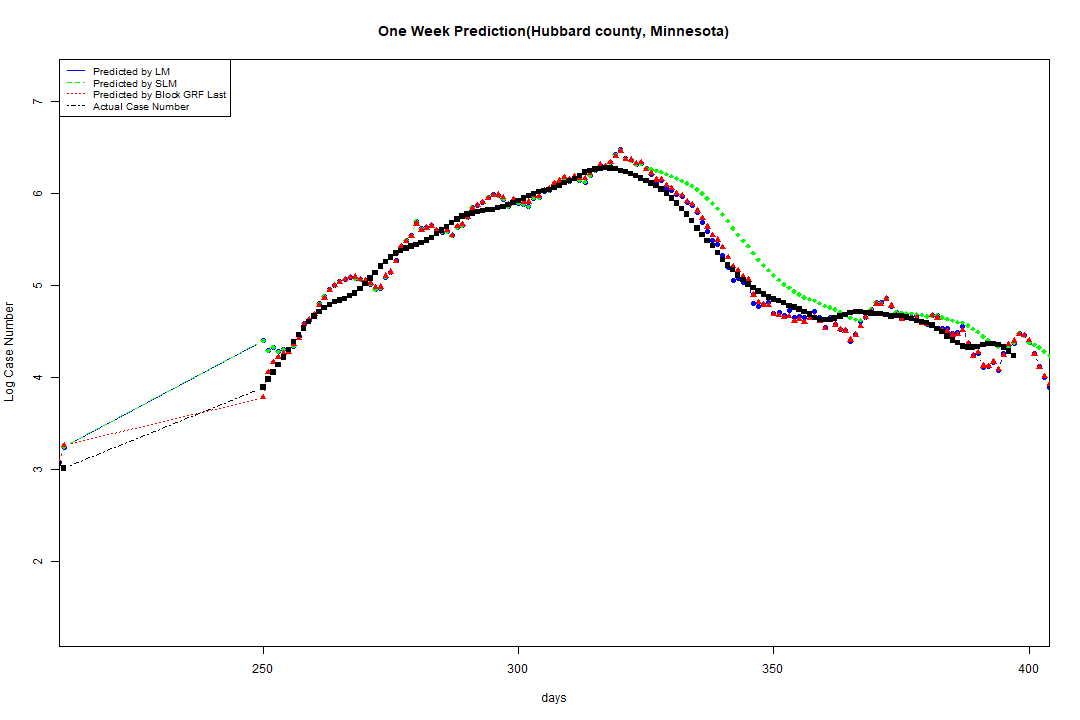 One Week Prediction(Hubbard county, Minnesota)
Predicted by LM
Predicted by SLM
Predicted by Block GRF Last
Actual Case Number
7
6
5
4
3
2
Log Case Number
250 300 350 400
days